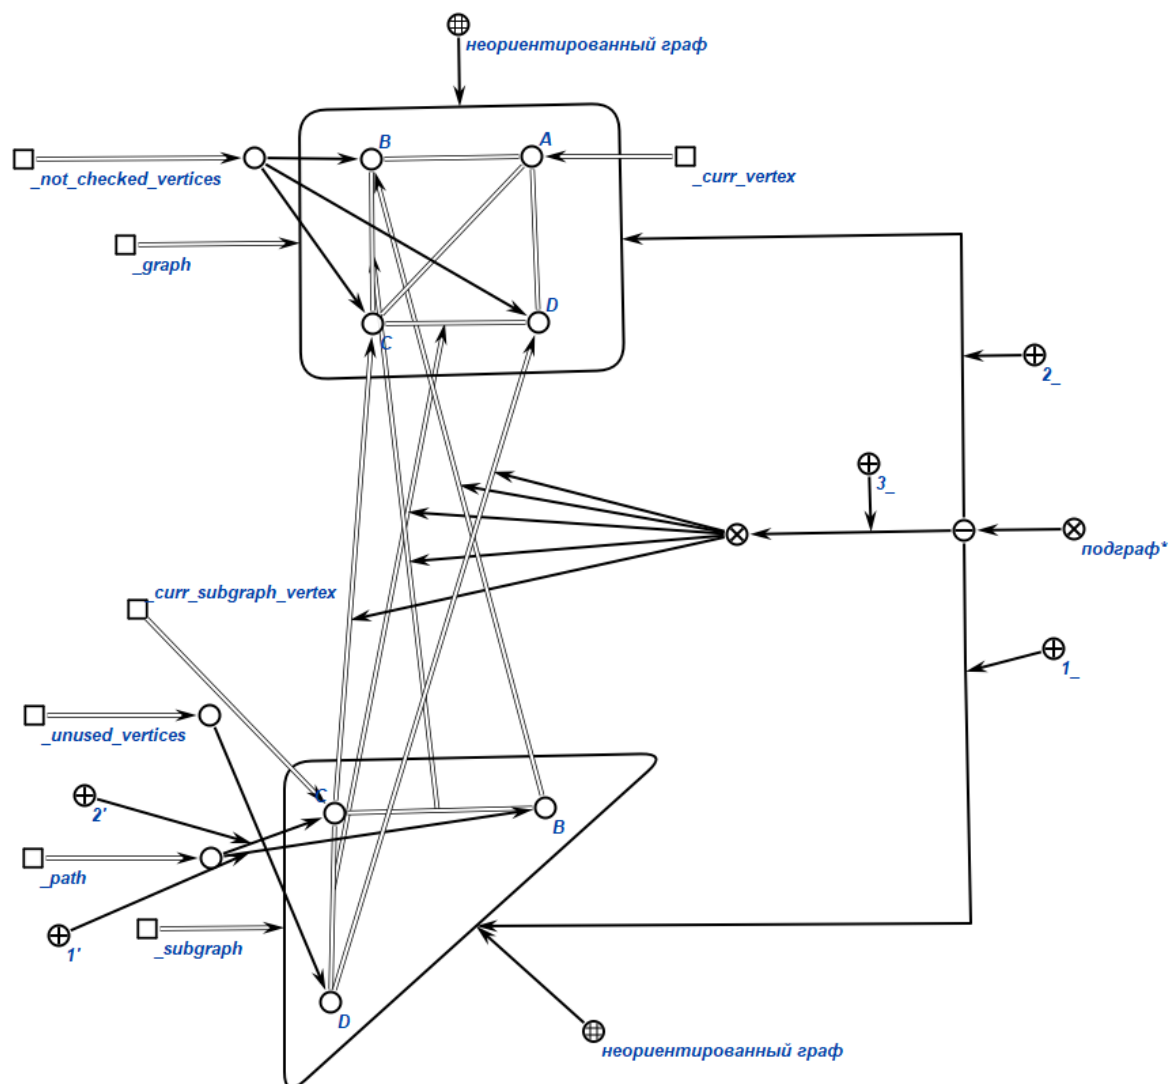 неориентированный граф
B
A
_not_checked_vertices
_curr_vertex
_graph
D
C
2_
3_
подграф*
_curr_subgraph_vertex
1_
_unused_vertices
2'
C
B
_path
1'
_subgraph
D
неориентированный граф